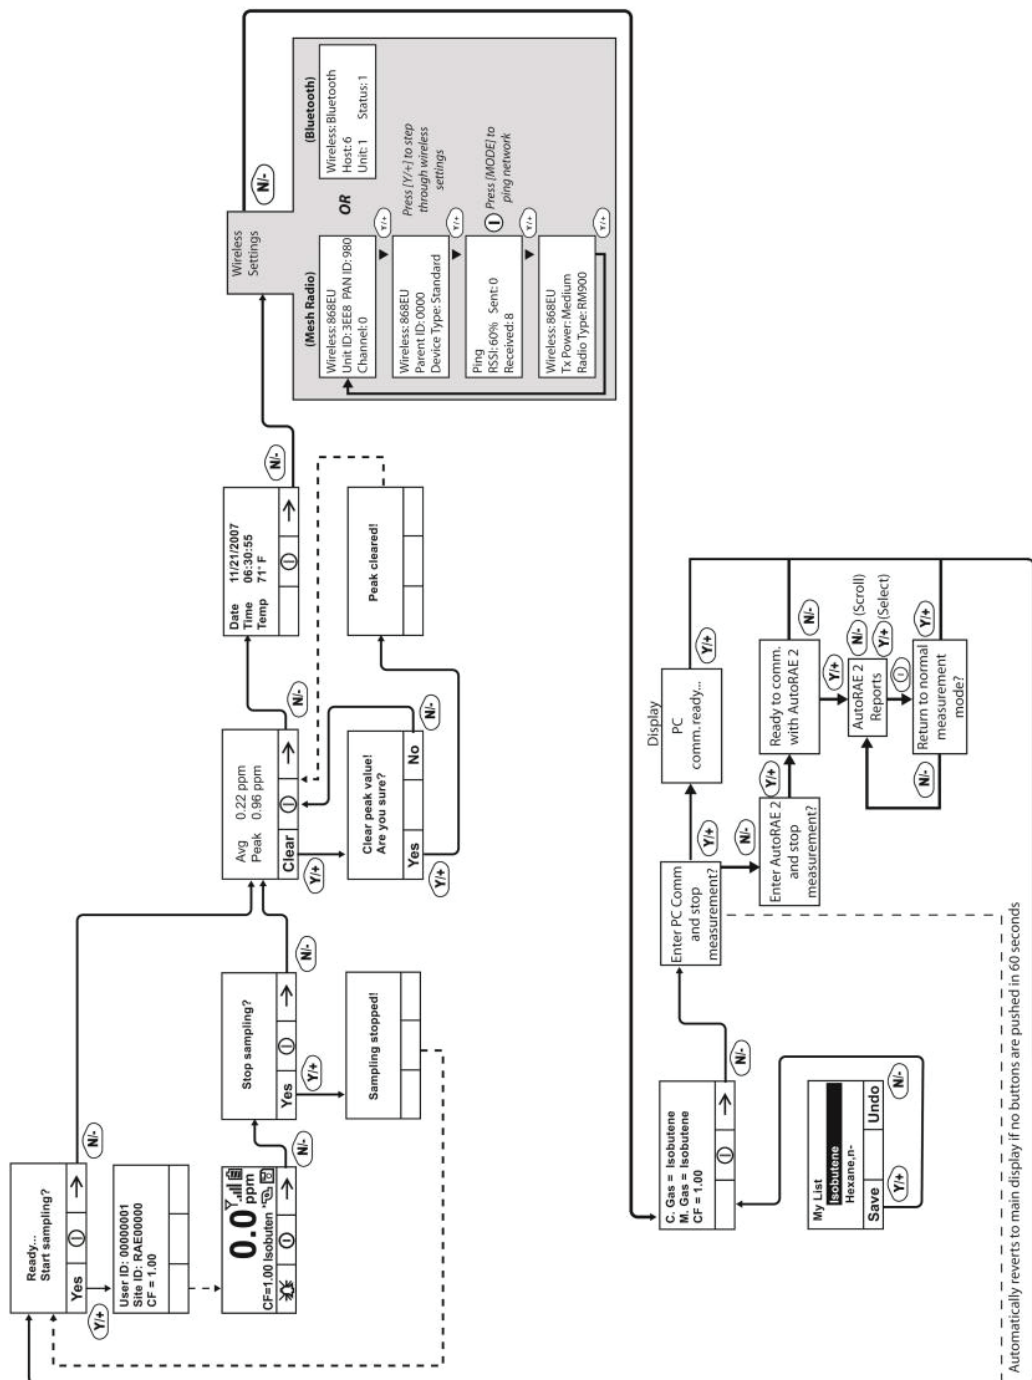 Ready...
Start sampling?
Yes
N/-
Y/+
User ID: 00000001
Site ID: RAE00000
CF = 1.00
0.0 ppm
CF=1.00 Isobuten
N/-
Stop sampling?
Yes
N/-
Y/+
Sampling stopped!
Avg 0.22 ppm
Peak 0.96 ppm
Clear
N/-
Y/+
Clear peak value!
Are you sure?
Yes No
N/-
Y/+
Peak cleared!
Date 11/21/2007
Time 06:30:55
Temp 71° F
N/-
Wireless
Settings
N/-
(Mesh Radio)
Wireless: 868EU
Unit ID: 3EE8 PAN ID: 980
Channel: 0
Y/+
Wireless: 868EU
Parent ID: 0000
Device Type: Standard
Y/+
Ping
RSSI: 60% Sent: 0
Received: 8
Y/+
Wireless: 868EU
Tx Power: Medium
Radio Type: RM900
Y/+
OR
(Bluetooth)
Wireless: Bluetooth
Host: 6
Unit: 1 Status: 1
Press [Y/+] to step
through wireless
settings
Press [MODE] to
ping network
C. Gas = Isobutene
M. Gas = Isobutene
CF = 1.00
N/-
My List
Isobutene
Hexane,n-
Save Undo
Y/+
N/-
Enter PC Comm
and stop
measurement?
Y/+
N/-
Display
PC
comm. ready...
Y/+
Enter AutoRAE 2
and stop
measurement?
Y/+
Ready to comm.
with AutoRAE 2
N/-
Y/+
AutoRAE 2
Reports
N/- (Scroll)
Y/+ (Select)
Return to normal
measurement
mode?
N/-
Y/+
Automatically reverts to main display if no buttons are pushed in 60 seconds